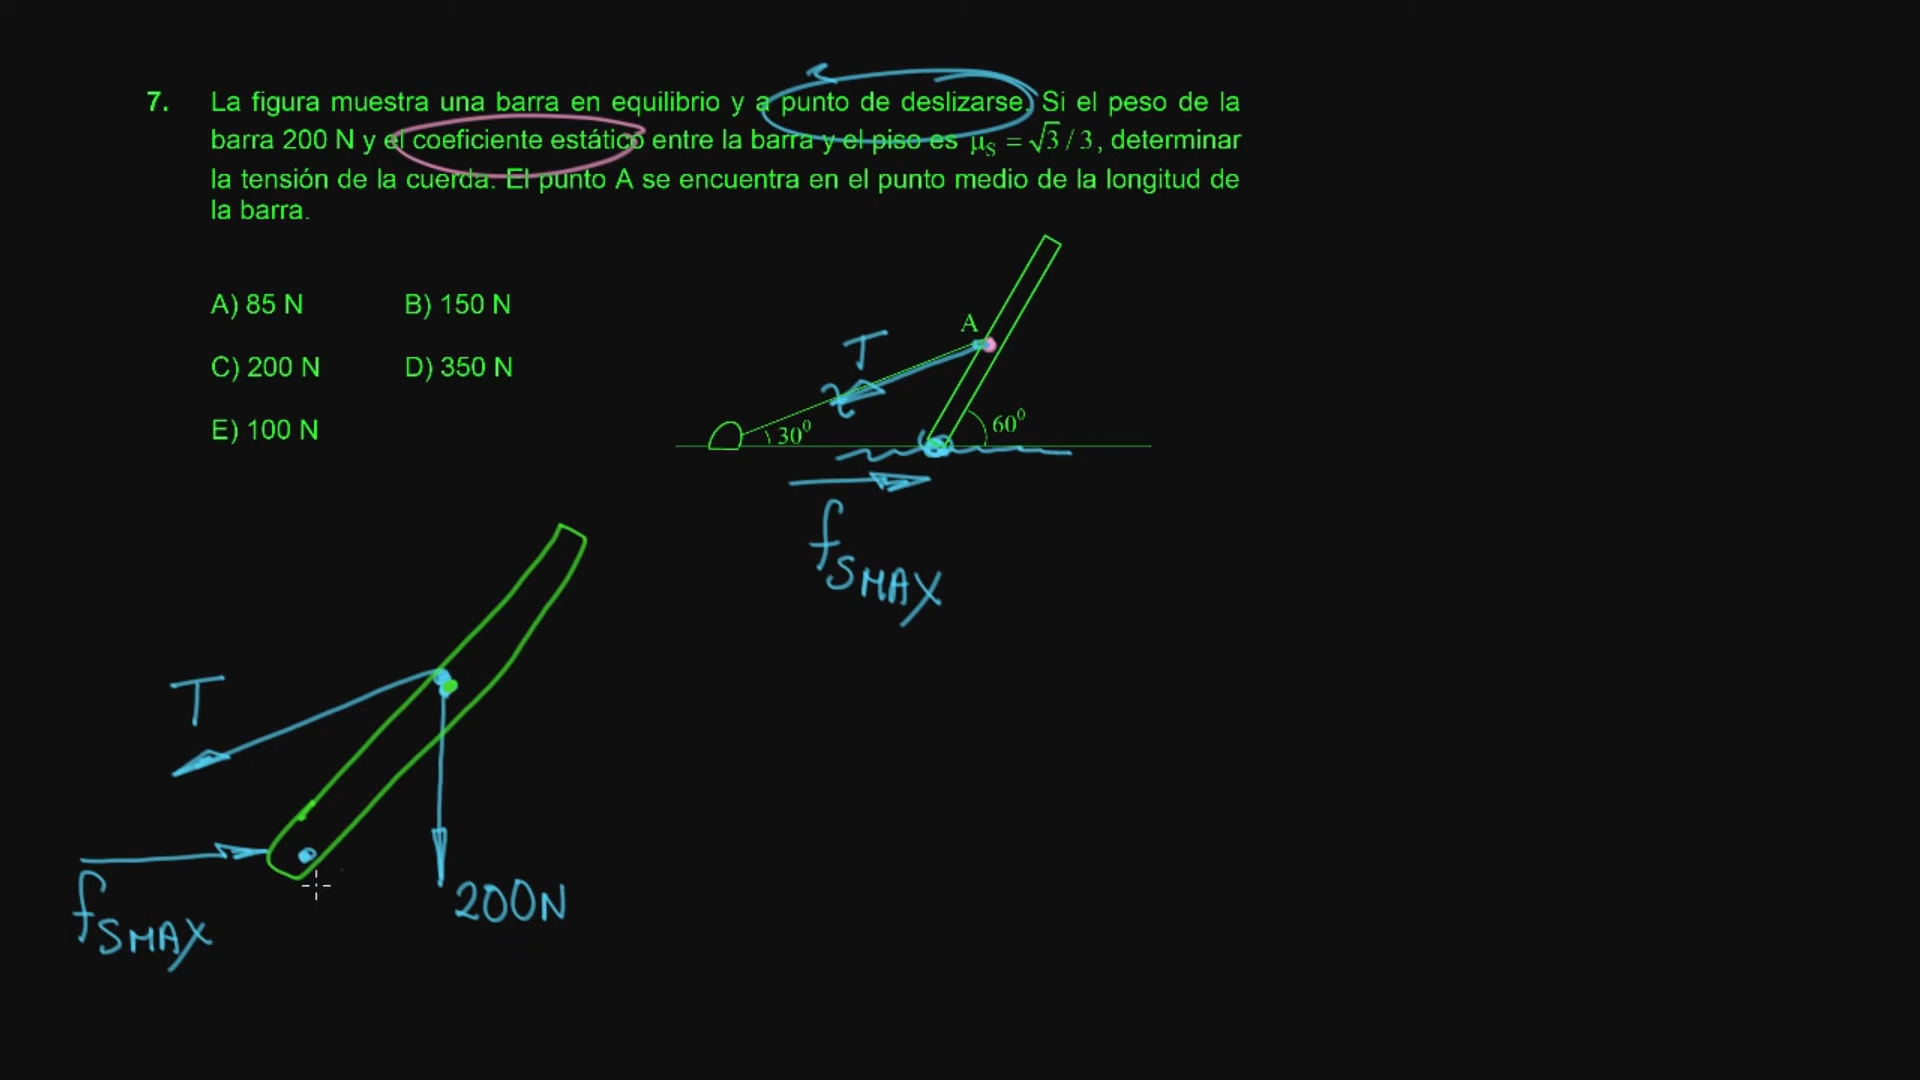 7. La figura muestra una barra en equilibrio y a punto de deslizarse. Si el peso de la
barra 200 N y el coeficiente estático entre la barra y el piso es μS = √3 / 3, determinar
la tensión de la cuerda. El punto A se encuentra en el punto medio de la longitud de
la barra.
A) 85 N B) 150 N
C) 200 N D) 350 N
E) 100 N
A
T
30⁰
60⁰
fSMAX
T
200N
fSMAX